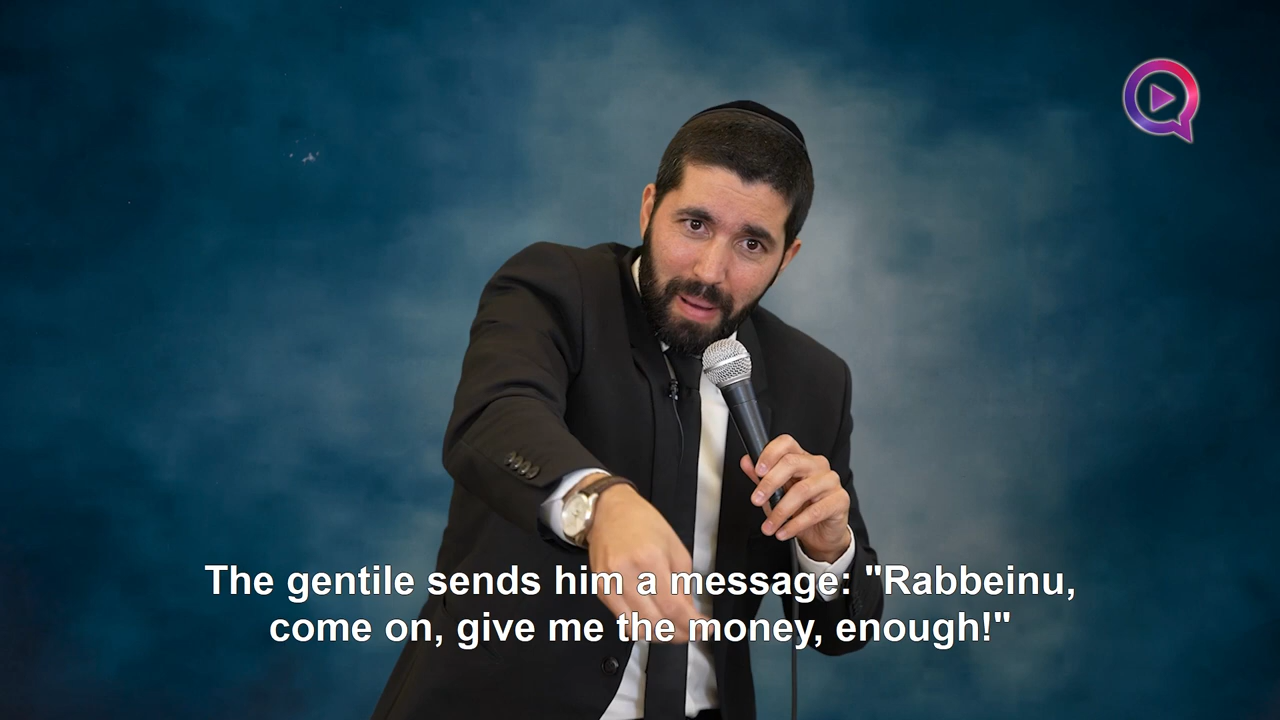 The gentile sends him a message: "Rabbeinu,
come on, give me the money, enough!"